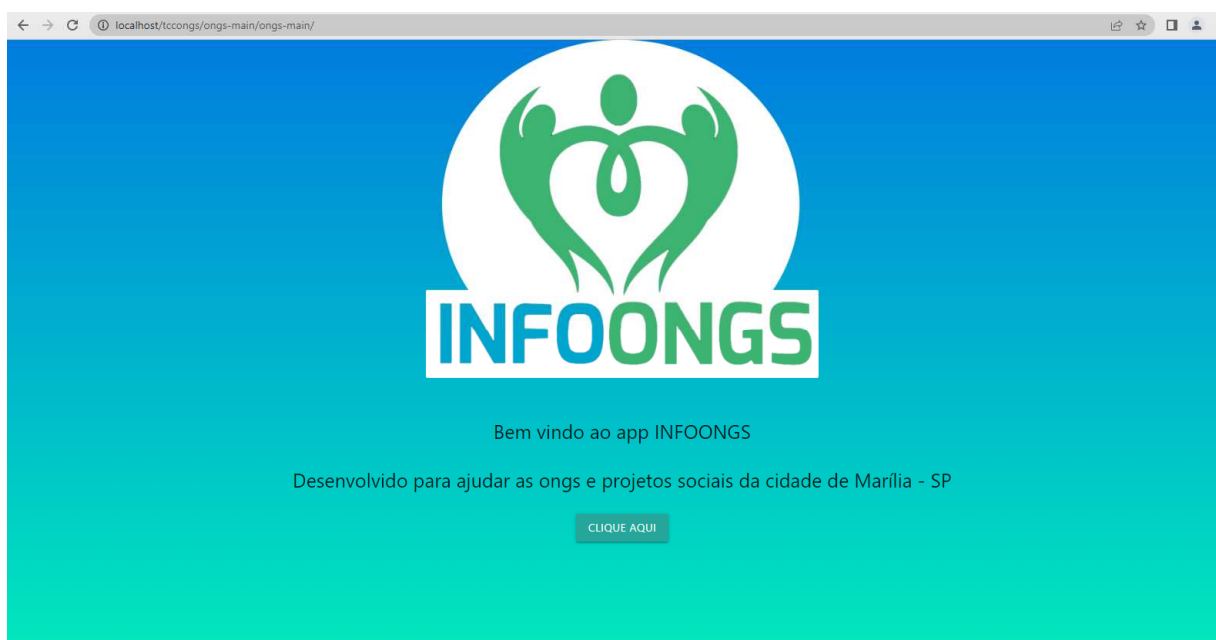 localhost/tccongs/ongs-main/ongs-main/
INFOONGS
Bem vindo ao app INFOONGS
Desenvolvido para ajudar as ongs e projetos sociais da cidade de Marília - SP
CLIQUE AQUI